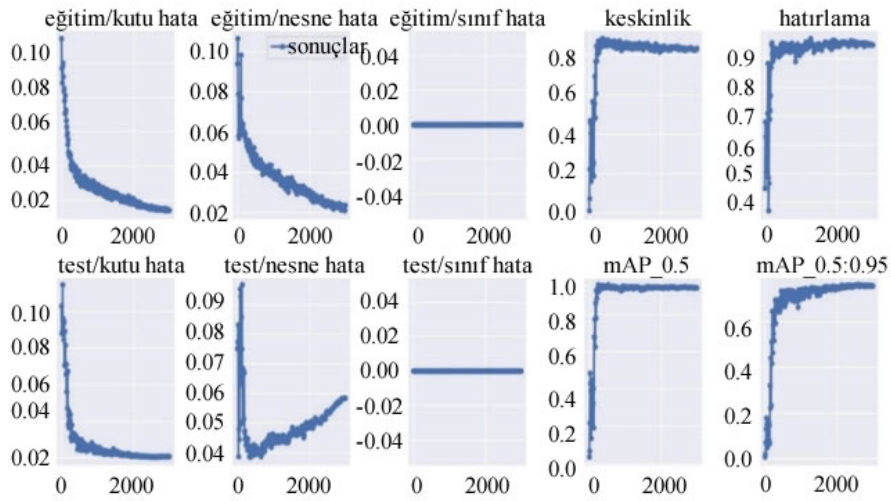 eğitim/kutu hata eğitim/nesne hata eğitim/sınıf hata keskinlik hatırlama
sonuçlar
0.10 0.10 0.04 0.8 0.9
0.08 0.08 0.02 0.8
0.06 0.06 0.00 0.4 0.7
0.04 0.04 -0.02 0.2 0.6
0.5
0.02 0.02 -0.04 0.0 0.4
0 2000 0 2000 0 2000 0 2000 0 2000
test/kutu hata test/nesne hata test/sınıf hata mAP_0.5 mAP_0.5:0.95
0.10 0.09 0.04 1.0
0.08 0.08 0.02 0.8 0.6
0.07 0.6
0.06 0.06 0.00 0.4
0.04 0.05 -0.02 0.4 0.2
0.2
0.02 0.04 -0.04 0.0 0.0
0 2000 0 2000 0 2000 0 2000 0 2000